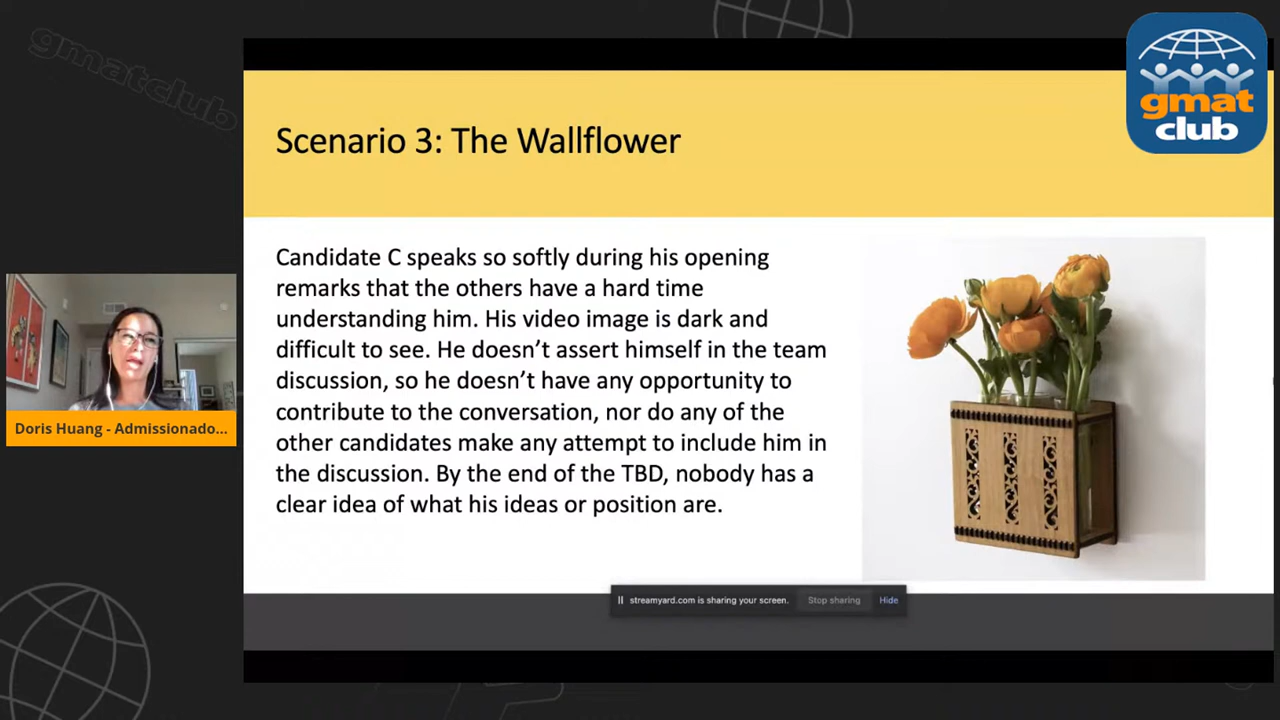 gmatclub
gmat
club
Scenario 3: The Wallflower
Candidate C speaks so softly during his opening
remarks that the others have a hard time
understanding him. His video image is dark and
difficult to see. He doesn’t assert himself in the team
discussion, so he doesn’t have any opportunity to
contribute to the conversation, nor do any of the
other candidates make any attempt to include him in
the discussion. By the end of the TBD, nobody has a
clear idea of what his ideas or position are.
Doris Huang - Admissionado...
streamyard.com is sharing your screen.
Stop sharing
Hide